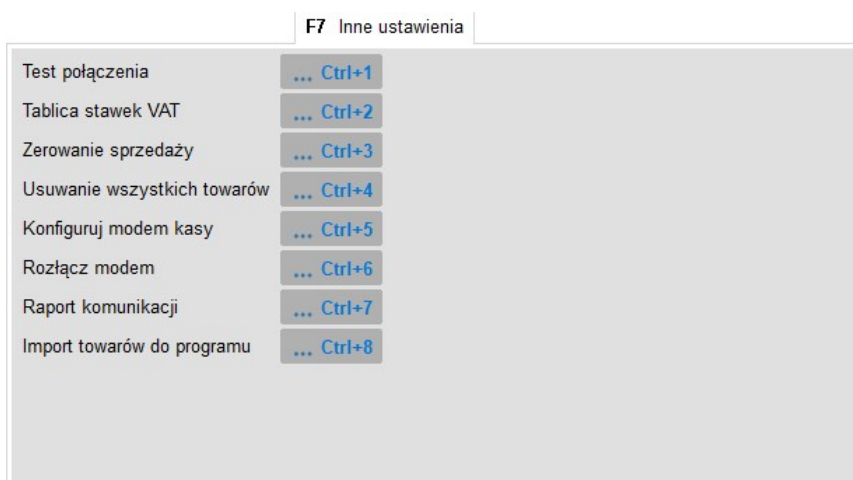 F7 Inne ustawienia
Test połączenia ... Ctrl+1
Tablica stawek VAT ... Ctrl+2
Zerowanie sprzedaży ... Ctrl+3
Usuwanie wszystkich towarów ... Ctrl+4
Konfiguruj modem kasy ... Ctrl+5
Rozłącz modem ... Ctrl+6
Raport komunikacji ... Ctrl+7
Import towarów do programu ... Ctrl+8